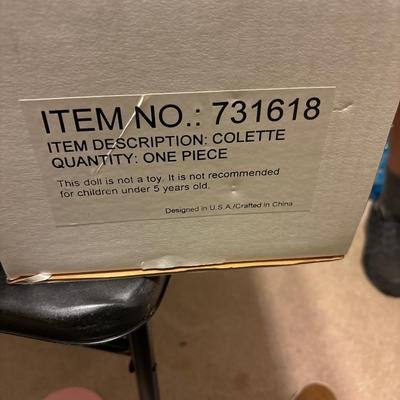 ITEM NO.: 731618
ITEM DESCRIPTION: COLETTE
QUANTITY: ONE PIECE
This doll is not a toy. It is not recommended
for children under 5 years old.
Designed in U.S.A./Crafted in China